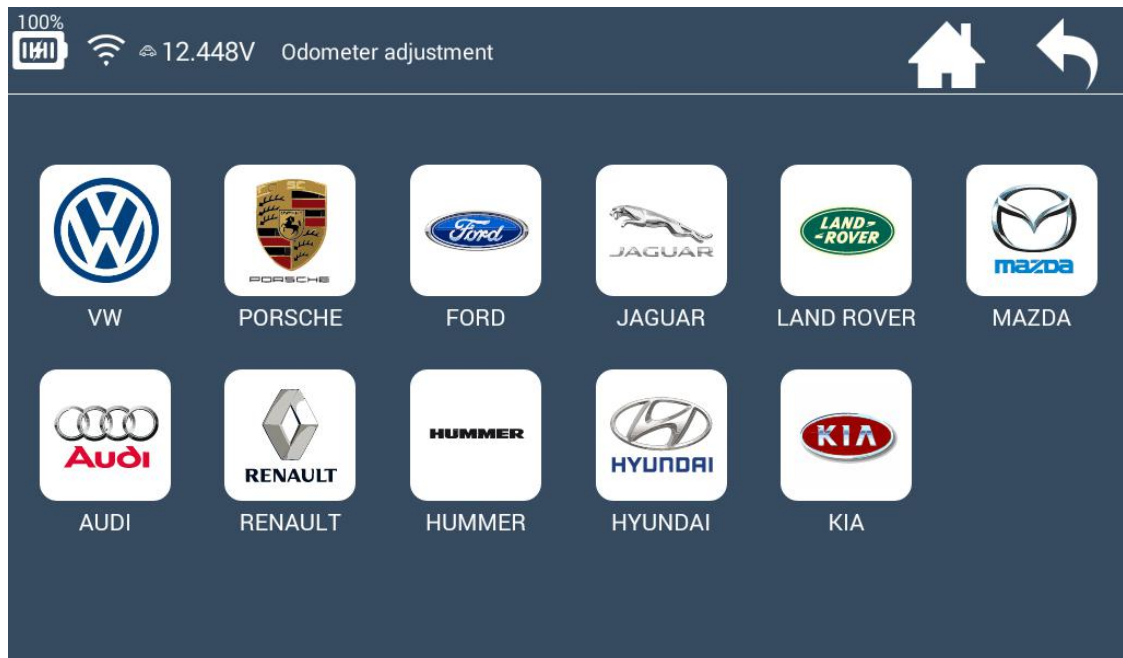 100%
12.448V Odometer adjustment
SC
PORSCHE
Ford
JAGUAR
LAND-
-ROVER
mazda
VW PORSCHE FORD JAGUAR LAND ROVER MAZDA
Audi
RENAULT
HUMMER
HYUNDAI
KIA
AUDI RENAULT HUMMER HYUNDAI KIA